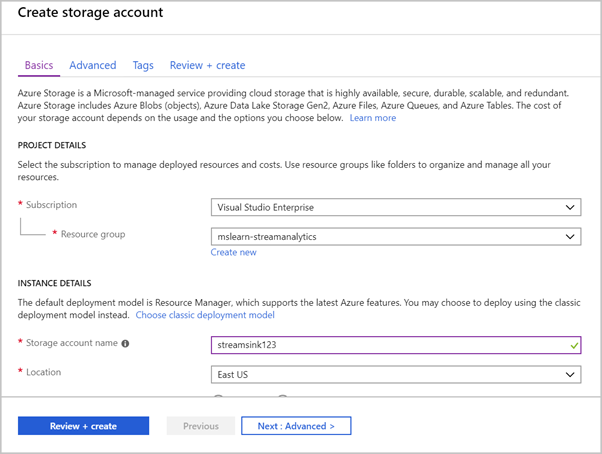 Create storage account
Basics Advanced Tags Review + create
Azure Storage is a Microsoft-managed service providing cloud storage that is highly available, secure, durable, scalable, and redundant.
Azure Storage includes Azure Blobs (objects), Azure Data Lake Storage Gen2, Azure Files, Azure Queues, and Azure Tables. The cost of
your storage account depends on the usage and the options you choose below. Learn more
PROJECT DETAILS
Select the subscription to manage deployed resources and costs. Use resource groups like folders to organize and manage all your
resources.
* Subscription
Visual Studio Enterprise
* Resource group
mslearn-streamanalytics
Create new
INSTANCE DETAILS
The default deployment model is Resource Manager, which supports the latest Azure features. You may choose to deploy using the classic
deployment model instead. Choose classic deployment model
* Storage account name
streamsink123
* Location
East US
Review + create
Previous
Next : Advanced >